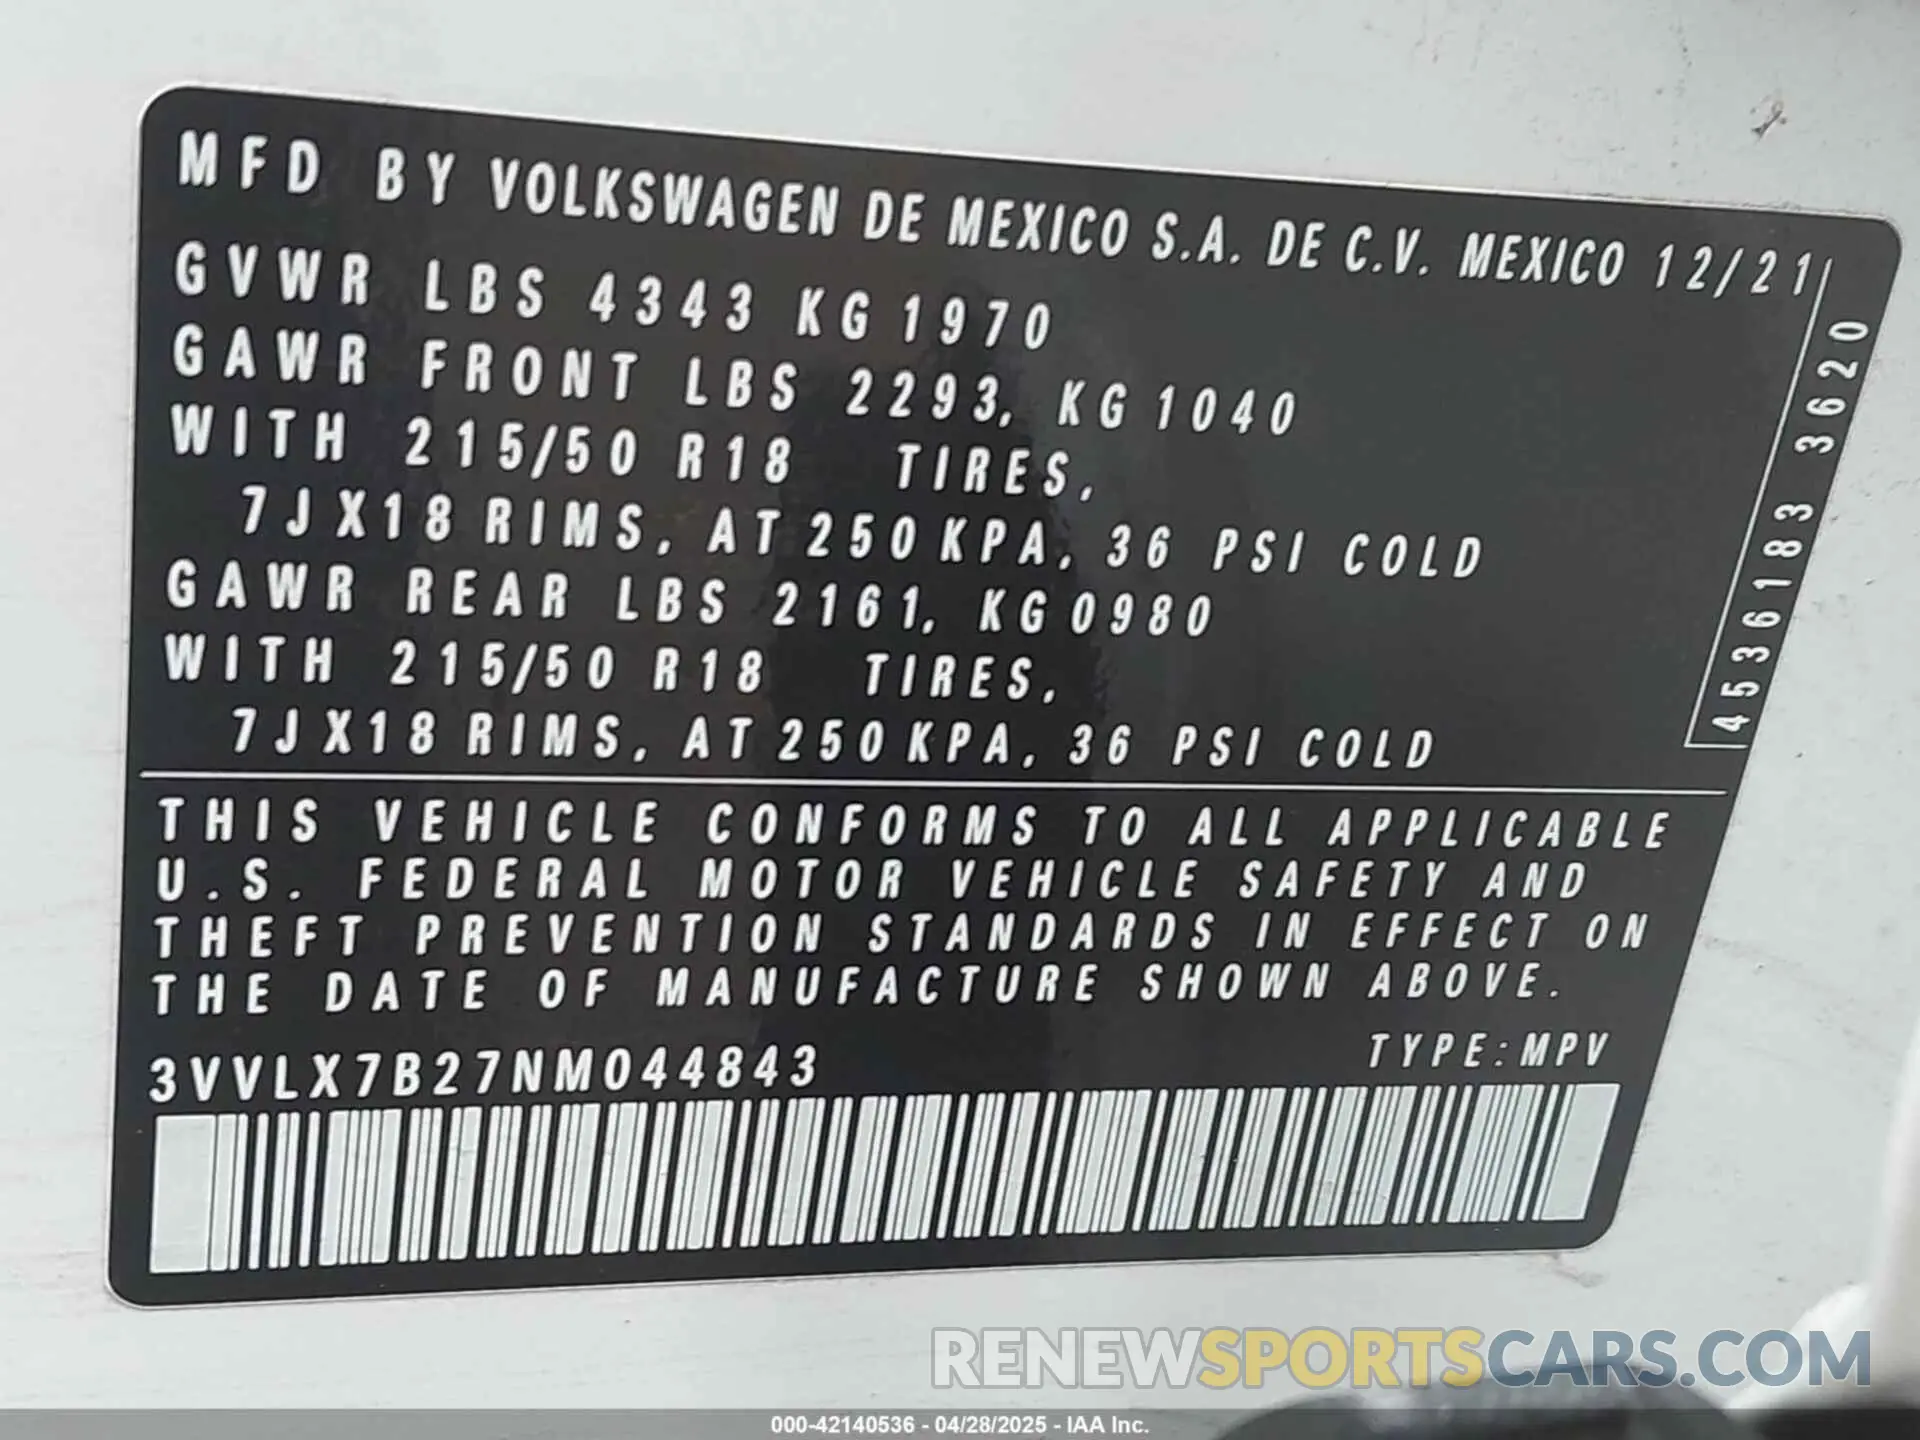 MFD BY VOLKSWAGEN DE MEXICO S.A. DE C.V. MEXICO 12/21
GVWR LBS 4343 KG 1970
GAWR FRONT LBS 2293, KG 1040
WITH 215/50 R18 TIRES,
7JX18 RIMS, AT 250 KPA, 36 PSI COLD
GAWR REAR LBS 2161, KG 0980
WITH 215/50 R18 TIRES,
7JX18 RIMS, AT 250 KPA, 36 PSI COLD
4536183 3620
THIS VEHICLE CONFORMS TO ALL APPLICABLE
U.S. FEDERAL MOTOR VEHICLE SAFETY AND
THEFT PREVENTION STANDARDS IN EFFECT ON
THE DATE OF MANUFACTURE SHOWN ABOVE.
3VVLX7B27NM044843
TYPE:MPV
RENEWSPORTSCARS.COM
000-42140536 - 04/28/2025 - IAA Inc.